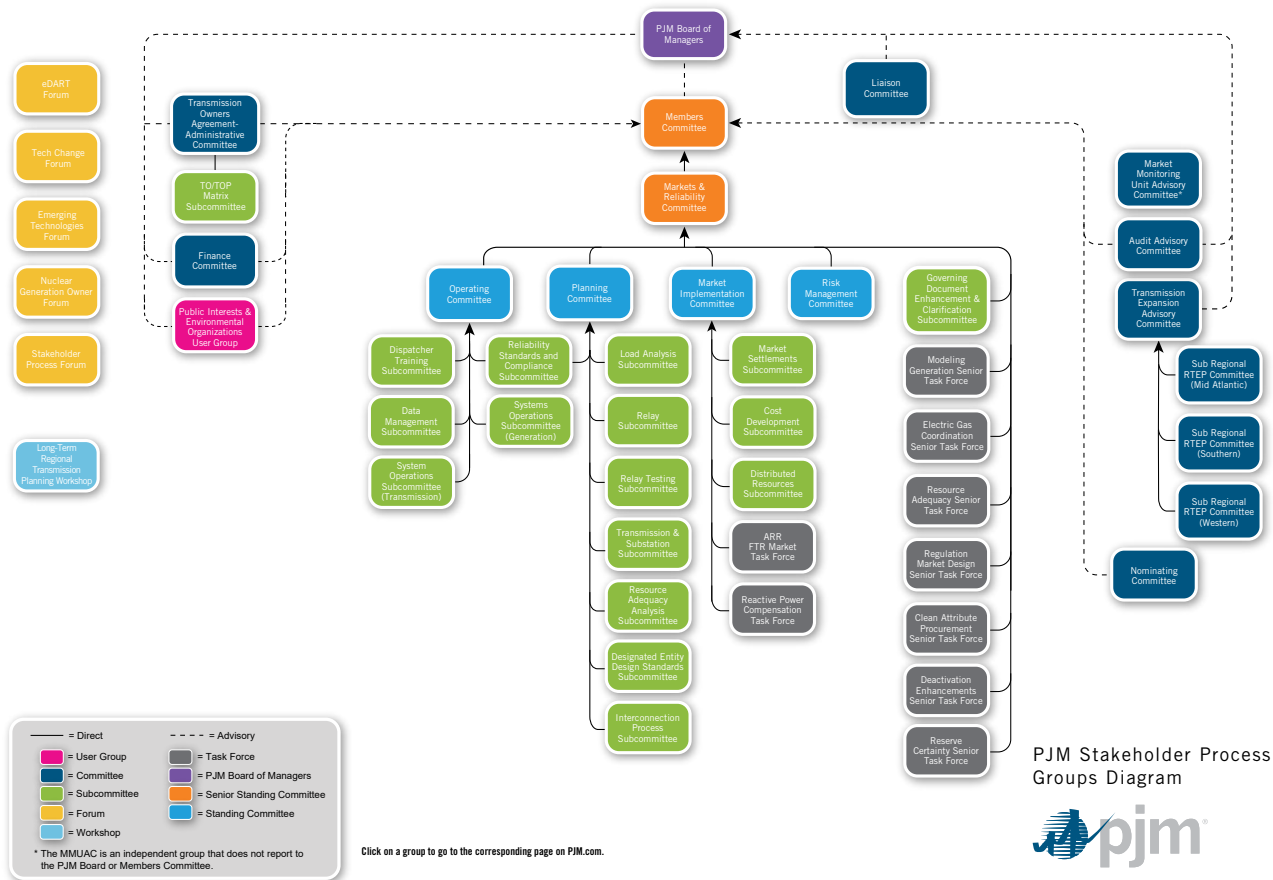 PJM Board of
Managers
Liaison
Committee
eDART
Forum
Tech Change
Forum
Emerging
Technologies
Forum
Nuclear
Generation Owner
Forum
Stakeholder
Process Forum
Long-Term
Regional
Transmission
Planning Workshop
Transmission
Owners
Agreement-
Administrative
Committee
TO/TOP
Matrix
Subcommittee
Finance
Committee
Public Interests &
Environmental
Organizations
User Group
Members
Committee
Markets &
Reliability
Committee
Market
Monitoring
Unit Advisory
Committee*
Audit Advisory
Committee
Transmission
Expansion
Advisory
Committee
Sub Regional
RTEP Committee
(Mid Atlantic)
Sub Regional
RTEP Committee
(Southern)
Sub Regional
RTEP Committee
(Western)
Nominating
Committee
Operating
Committee
Planning
Committee
Market
Implementation
Committee
Risk
Management
Committee
Dispatcher
Training
Subcommittee
Data
Management
Subcommittee
System
Operations
Subcommittee
(Transmission)
Reliability
Standards and
Compliance
Subcommittee
Systems
Operations
Subcommittee
(Generation)
Load Analysis
Subcommittee
Relay
Subcommittee
Relay Testing
Subcommittee
Transmission &
Substation
Subcommittee
Resource
Adequacy
Analysis
Subcommittee
Designated Entity
Design Standards
Subcommittee
Interconnection
Process
Subcommittee
Market
Settlements
Subcommittee
Cost
Development
Subcommittee
Distributed
Resources
Subcommittee
ARR
FTR Market
Task Force
Reactive Power
Compensation
Task Force
Governing
Document
Enhancement &
Clarification
Subcommittee
Modeling
Generation Senior
Task Force
Electric Gas
Coordination
Senior Task Force
Resource
Adequacy Senior
Task Force
Regulation
Market Design
Senior Task Force
Clean Attribute
Procurement
Senior Task Force
Deactivation
Enhancements
Senior Task Force
Reserve
Certainty Senior
Task Force
= Direct
= Advisory
= User Group
= Committee
= Subcommittee
= Forum
= Workshop
= Task Force
= PJM Board of Managers
= Senior Standing Committee
= Standing Committee
* The MMUAC is an independent group that does not report to
the PJM Board or Members Committee.
Click on a group to go to the corresponding page on PJM.com.
PJM Stakeholder Process
Groups Diagram
pjm®